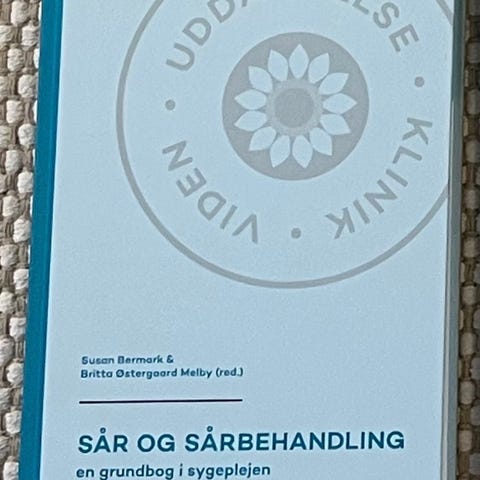 UDDANNELSE • KLINIK • VIDEN •
Susan Bermark &
Britta Østergaard Melby (red.)
SÅR OG SÅRBEHANDLING
en grundbog i sygeplejen